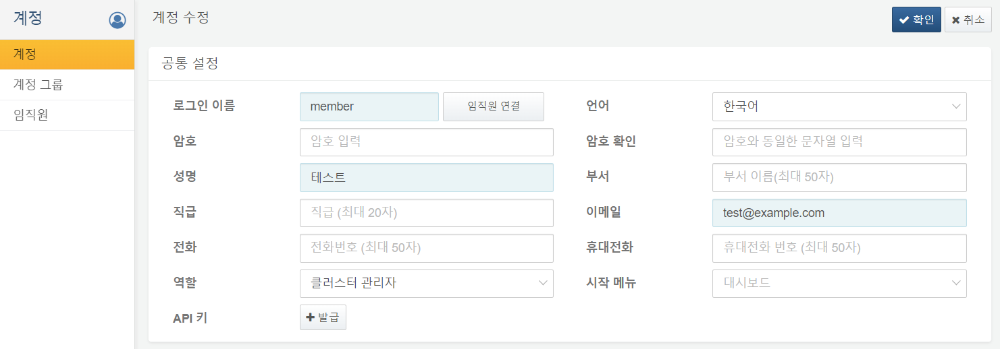 계정
계정 수정
확인
취소
계정
계정 그룹
임직원
공통 설정
로그인 이름 member 임직원 연결 언어 한국어
암호 암호 입력 암호 확인 암호와 동일한 문자열 입력
성명 테스트 부서 부서 이름(최대 50자)
직급 직급 (최대 20자) 이메일 test@example.com
전화 전화번호 (최대 50자) 휴대전화 휴대전화 번호 (최대 50자)
역할 클러스터 관리자 시작 메뉴 대시보드
API 키 발급